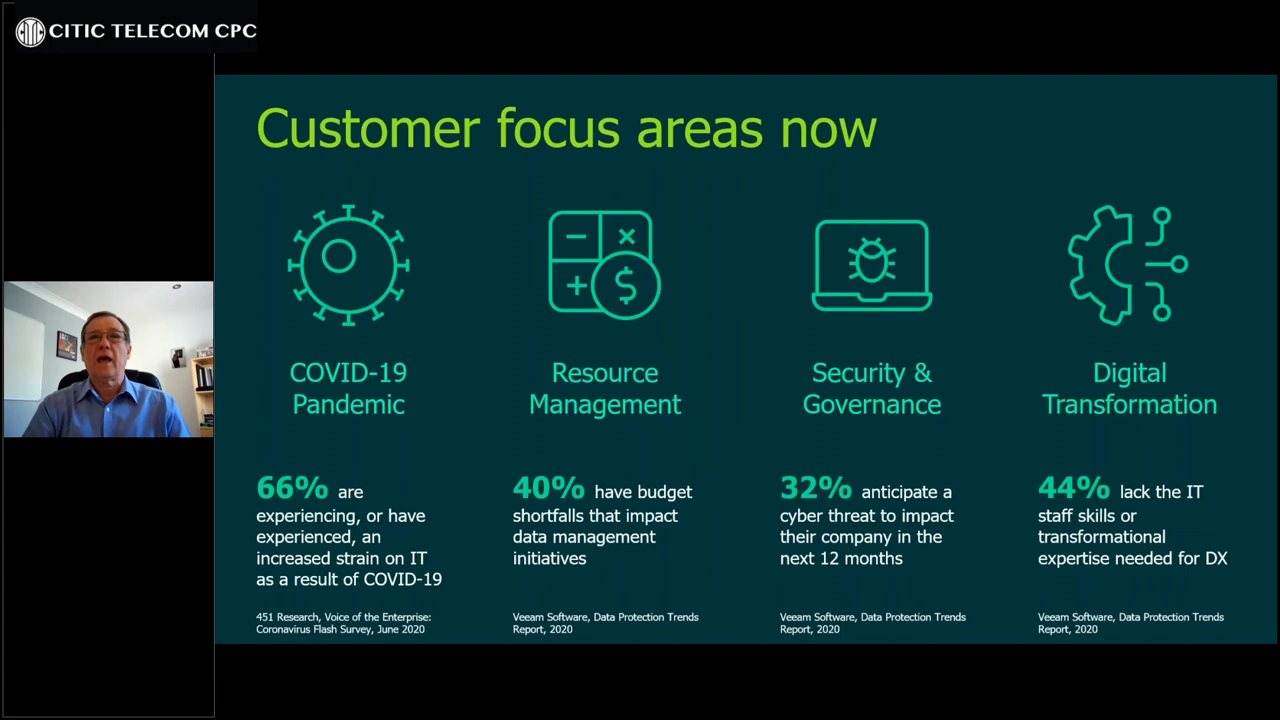 CITIC TELECOM CPC
Customer focus areas now
COVID-19
Pandemic
66% are
experiencing, or have
experienced, an
increased strain on IT
as a result of COVID-19
451 Research, Voice of the Enterprise:
Coronavirus Flash Survey, June 2020
Resource
Management
40% have budget
shortfalls that impact
data management
initiatives
Veeam Software, Data Protection Trends
Report, 2020
Security &
Governance
32% anticipate a
cyber threat to impact
their company in the
next 12 months
Veeam Software, Data Protection Trends
Report, 2020
Digital
Transformation
44% lack the IT
staff skills or
transformational
expertise needed for DX
Veeam Software, Data Protection Trends
Report, 2020